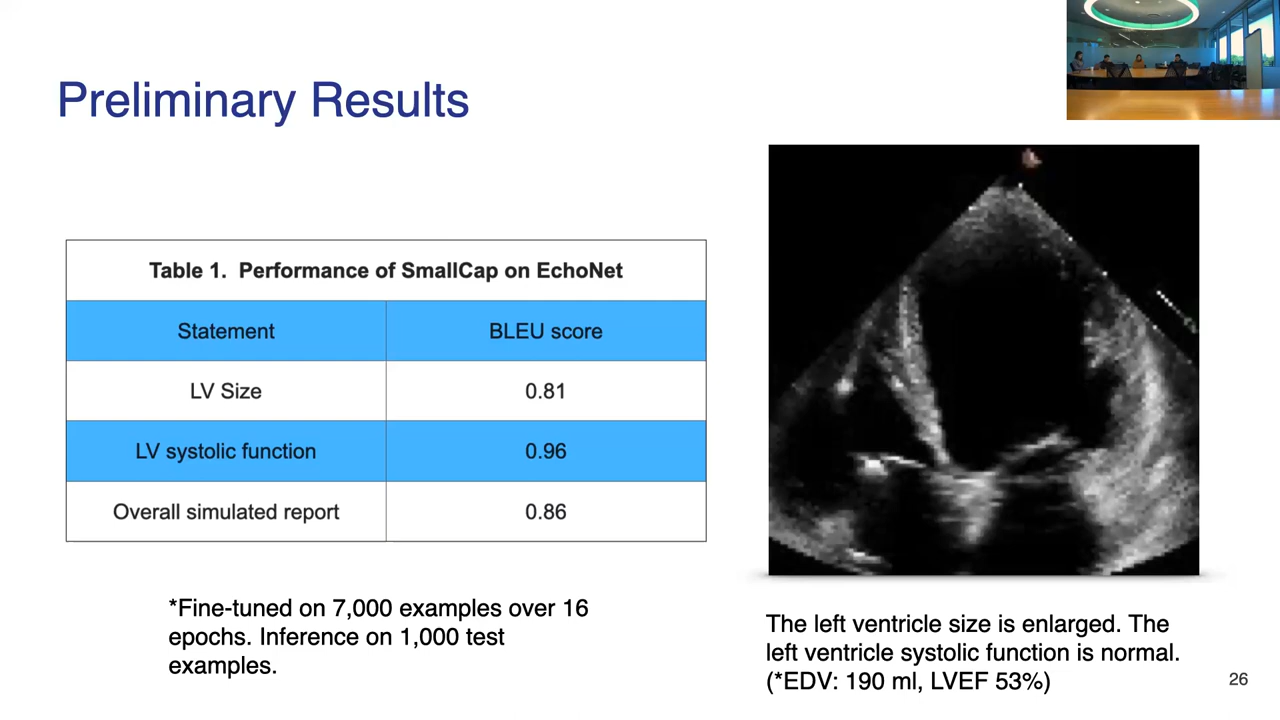 Preliminary Results
Table 1. Performance of SmallCap on EchoNet
Statement
BLEU score
LV Size
0.81
LV systolic function
0.96
Overall simulated report
0.86
*Fine-tuned on 7,000 examples over 16
epochs. Inference on 1,000 test
examples.
The left ventricle size is enlarged. The
left ventricle systolic function is normal.
(*EDV: 190 ml, LVEF 53%)
26